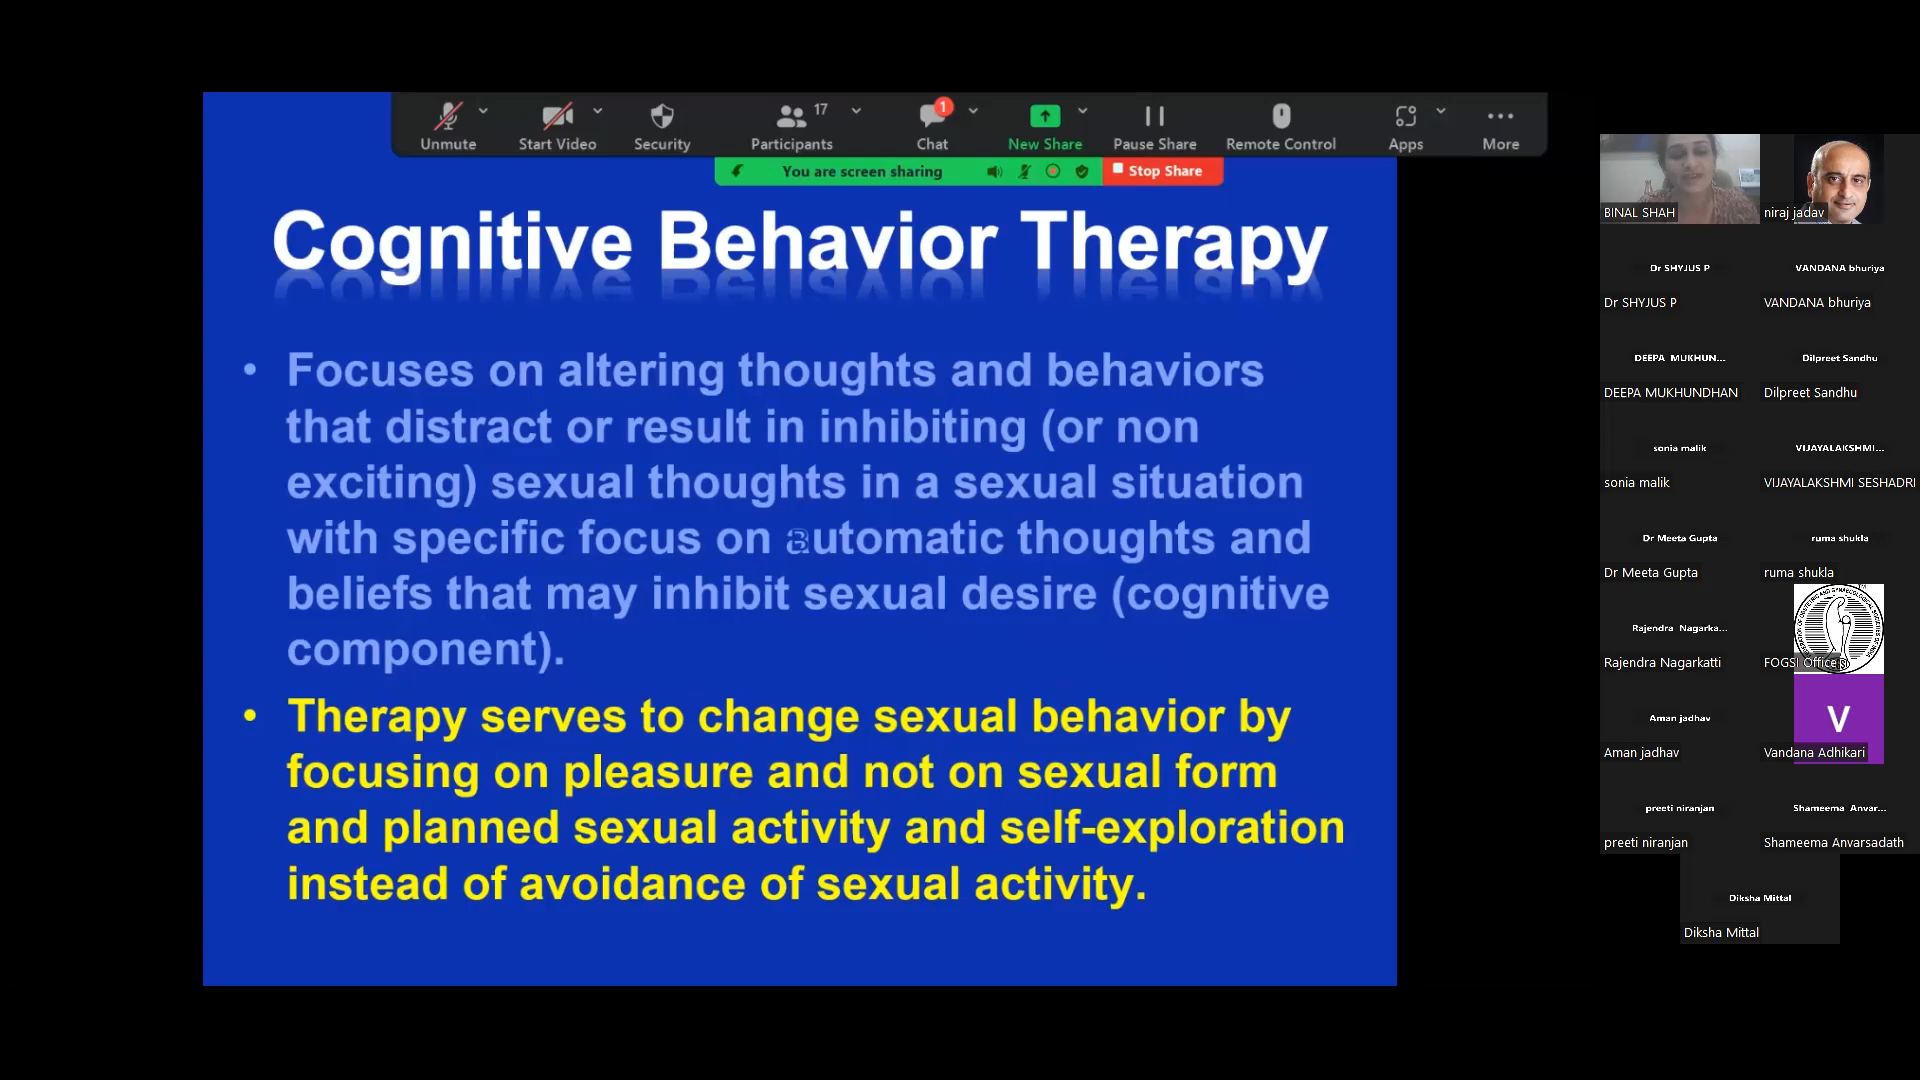 Unmute
Start Video
Security
Participants
17
Chat
1
New Share
Pause Share
Remote Control
Apps
More
You are screen sharing
Stop Share
Cognitive Behavior Therapy
• Focuses on altering thoughts and behaviors
that distract or result in inhibiting (or non
exciting) sexual thoughts in a sexual situation
with specific focus on automatic thoughts and
beliefs that may inhibit sexual desire (cognitive
component).
• Therapy serves to change sexual behavior by
focusing on pleasure and not on sexual form
and planned sexual activity and self-exploration
instead of avoidance of sexual activity.
BINAL SHAH
niraj jadav
Dr SHYJUS P
Dr SHYJUS P
VANDANA bhuriya
VANDANA bhuriya
DEEPA MUKHUN...
DEEPA MUKHUNDHAN
Dilpreet Sandhu
Dilpreet Sandhu
sonia malik
sonia malik
VIJAYALAKSHMI...
VIJAYALAKSHMI SESHADRI
Dr Meeta Gupta
Dr Meeta Gupta
ruma shukla
ruma shukla
Rajendra Nagarka...
Rajendra Nagarkatti
FOGSI Office
Aman jadhav
Aman jadhav
V
Vandana Adhikari
preeti niranjan
preeti niranjan
Shameema Anvar...
Shameema Anvarsadath
Diksha Mittal
Diksha Mittal